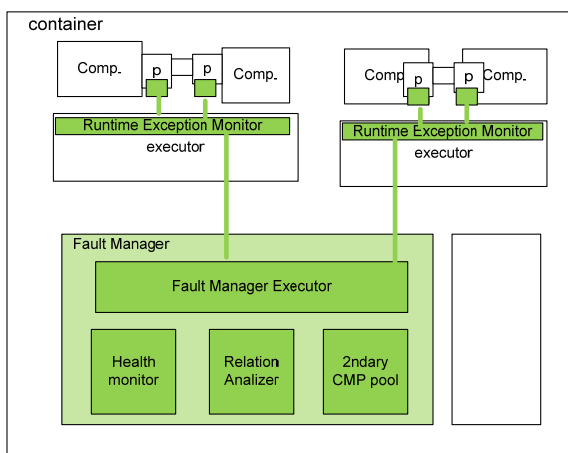 container
Comp.
p
p
Comp.
Comp.
p
p
Comp.
Runtime Exception Monitor
executor
Runtime Exception Monitor
executor
Fault Manager
Fault Manager Executor
Health
monitor
Relation
Analizer
2ndary
CMP pool